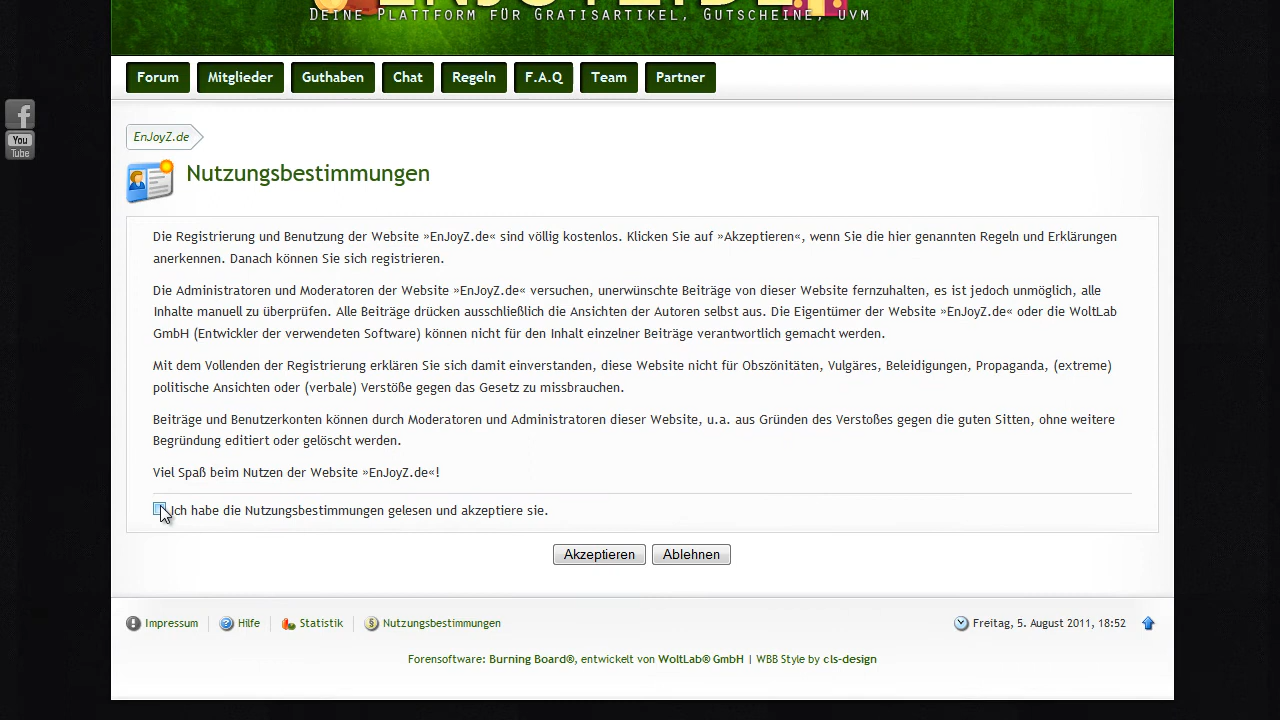 Deine Plattform für Gratisartikel, Gutscheine, uvm
Forum Mitglieder Guthaben Chat Regeln F.A.Q Team Partner
You
Tube
EnJoyZ.de
Nutzungsbestimmungen
Die Registrierung und Benutzung der Website »EnJoyZ.de« sind völlig kostenlos. Klicken Sie auf »Akzeptieren«, wenn Sie die hier genannten Regeln und Erklärungen
anerkennen. Danach können Sie sich registrieren.
Die Administratoren und Moderatoren der Website »EnJoyZ.de« versuchen, unerwünschte Beiträge von dieser Website fernzuhalten, es ist jedoch unmöglich, alle
Inhalte manuell zu überprüfen. Alle Beiträge drücken ausschließlich die Ansichten der Autoren selbst aus. Die Eigentümer der Website »EnJoyZ.de« oder die WoltLab
GmbH (Entwickler der verwendeten Software) können nicht für den Inhalt einzelner Beiträge verantwortlich gemacht werden.
Mit dem Vollenden der Registrierung erklären Sie sich damit einverstanden, diese Website nicht für Obszönitäten, Vulgäres, Beleidigungen, Propaganda, (extreme)
politische Ansichten oder (verbale) Verstöße gegen das Gesetz zu missbrauchen.
Beiträge und Benutzerkonten können durch Moderatoren und Administratoren dieser Website, u.a. aus Gründen des Verstoßes gegen die guten Sitten, ohne weitere
Begründung editiert oder gelöscht werden.
Viel Spaß beim Nutzen der Website »EnJoyZ.de«!
Ich habe die Nutzungsbestimmungen gelesen und akzeptiere sie.
Akzeptieren Ablehnen
Impressum Hilfe Statistik Nutzungsbestimmungen Freitag, 5. August 2011, 18:52
Forensoftware: Burning Board®, entwickelt von WoltLab® GmbH | WBB Style by cls-design